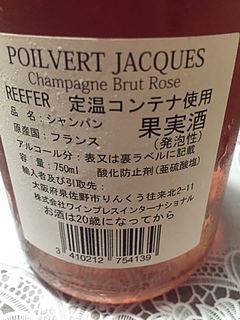 POILVERT JACQUES
Champagne Brut Rose
REEFER 定温コンテナ使用
品名：シャンパン 果実酒
原産国：フランス (発泡性)
アルコール分：表又は裏ラベルに記載
容量：750ml 酸化防止剤(亜硫酸塩)
輸入者及び引取先：
大阪府泉佐野市りんくう往来北2-11
株式会社ワインプレスインターナショナル
お酒は20歳になってから
3 410212 754139